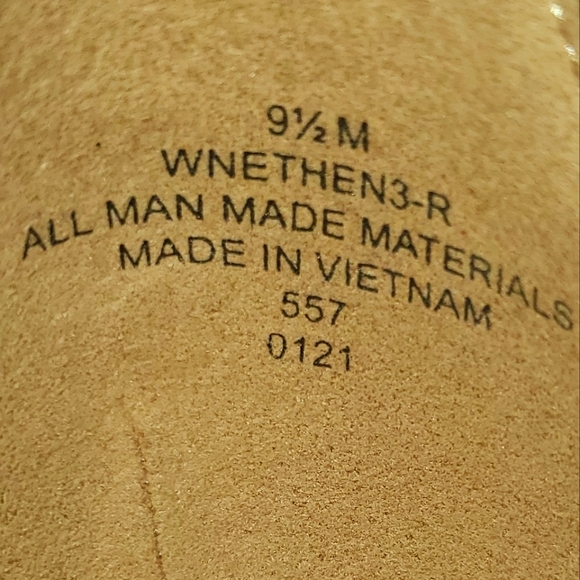 9½ M
WNETHEN3-R
ALL MAN MADE MATERIALS
MADE IN VIETNAM
557
0121